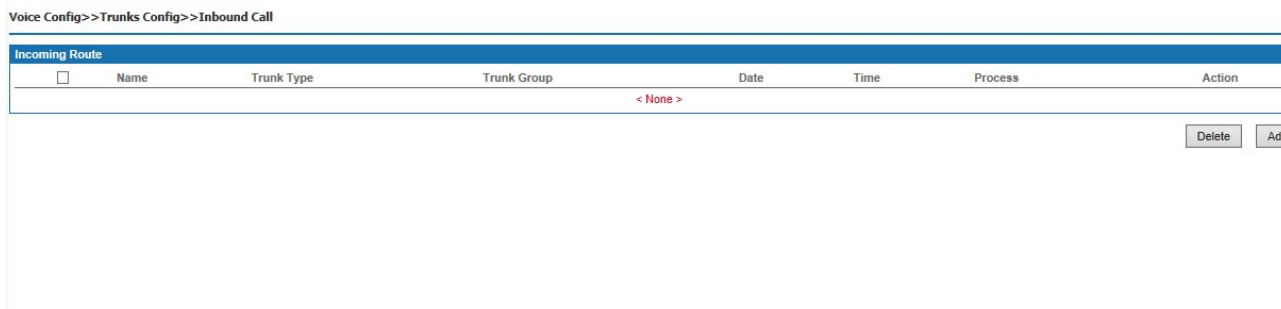 Voice Config>>Trunks Config>>Inbound Call
Incoming Route
Name Trunk Type Trunk Group Date Time Process Action
< None >
Delete Ad